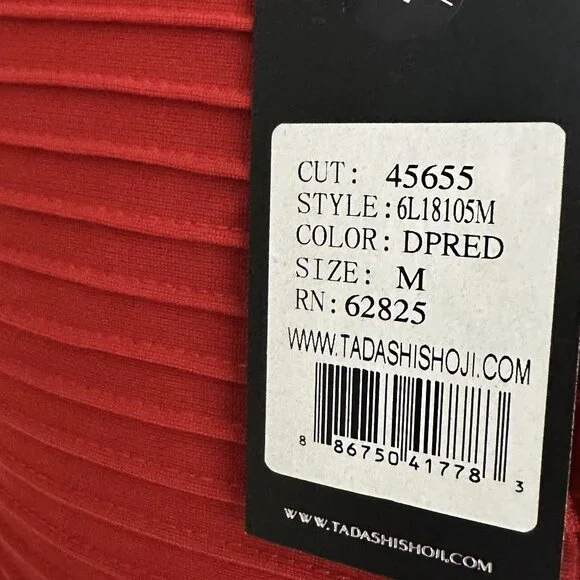 CUT: 45655
STYLE:6L18105M
COLOR: DPRED
SIZE: M
RN:62825
WWW.TADASHISHOJI.COM
8 86750 41778 3
WWW.TADASHISHOJI.COM